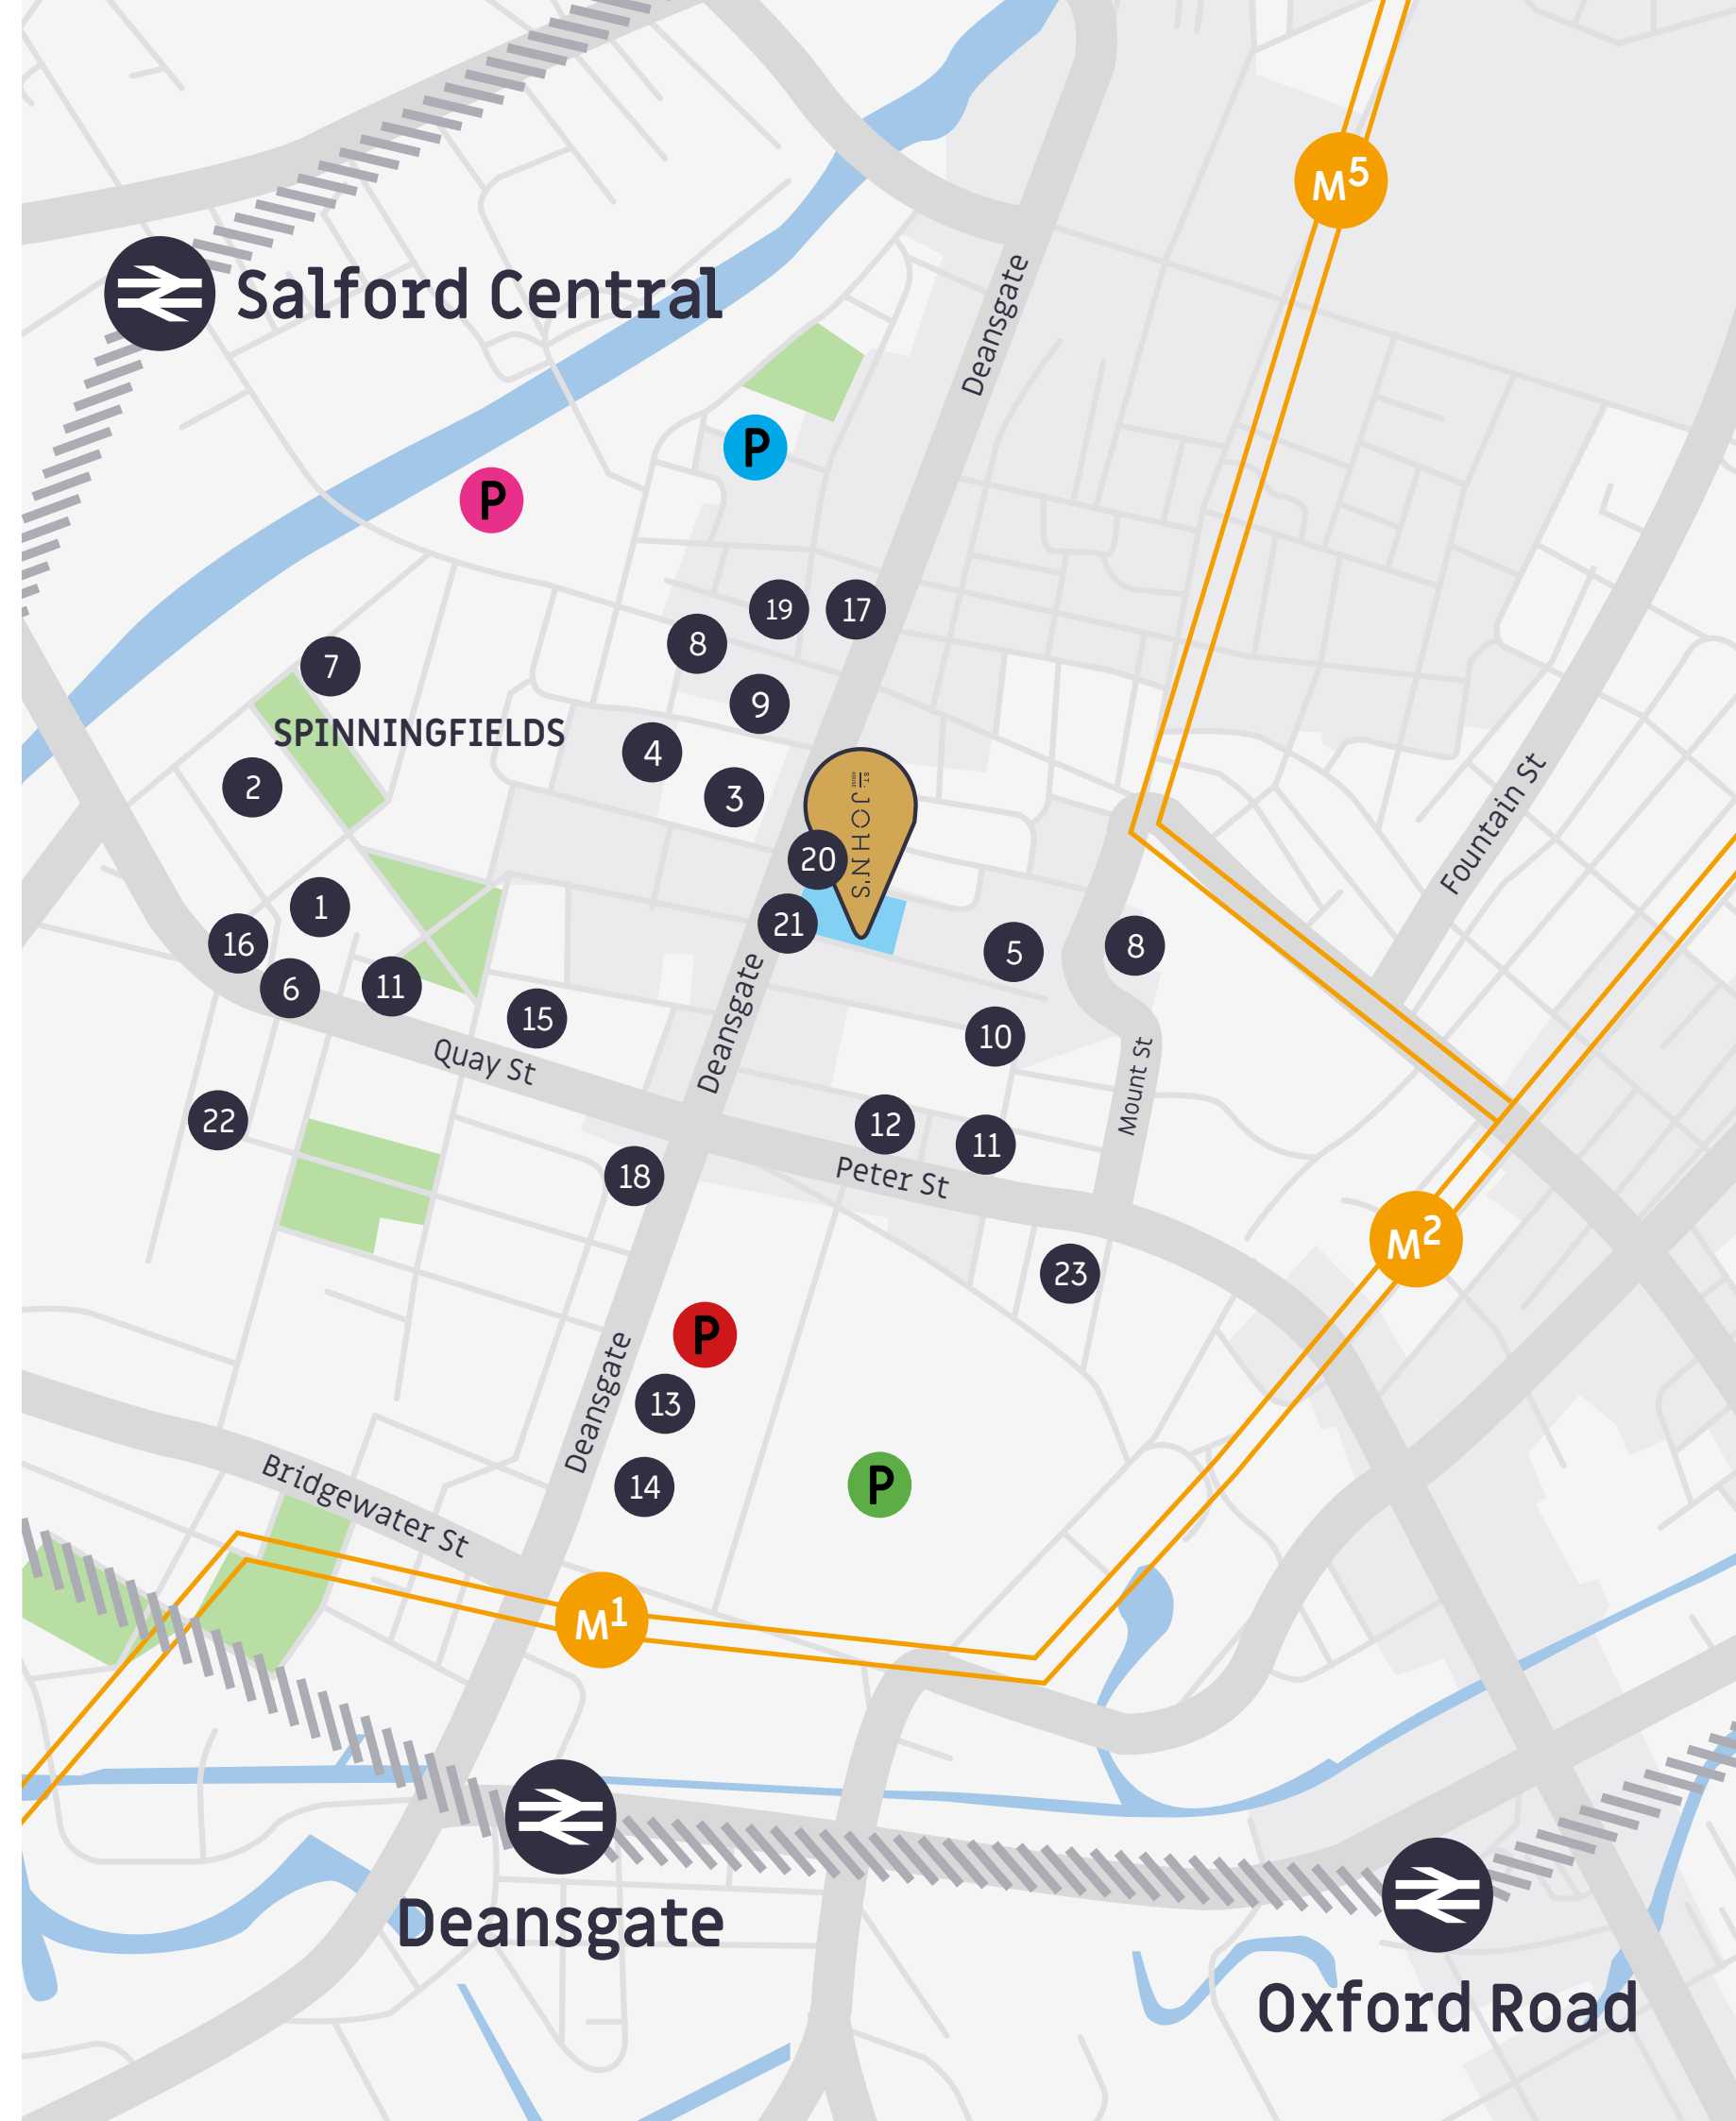 M5
Salford Central
Deansgate
P
P
19
17
8
7
9
SPINNINGFIELDS
4
2
3
ST.
JOHN'S
20
Fountain St
1
21
16
5
8
6
11
15
10
Deansgate
Quay St
Mount St
22
12
11
18
Peter St
M2
23
P
13
Deansgate
14
P
Bridgewater St
M1
Deansgate
Oxford Road